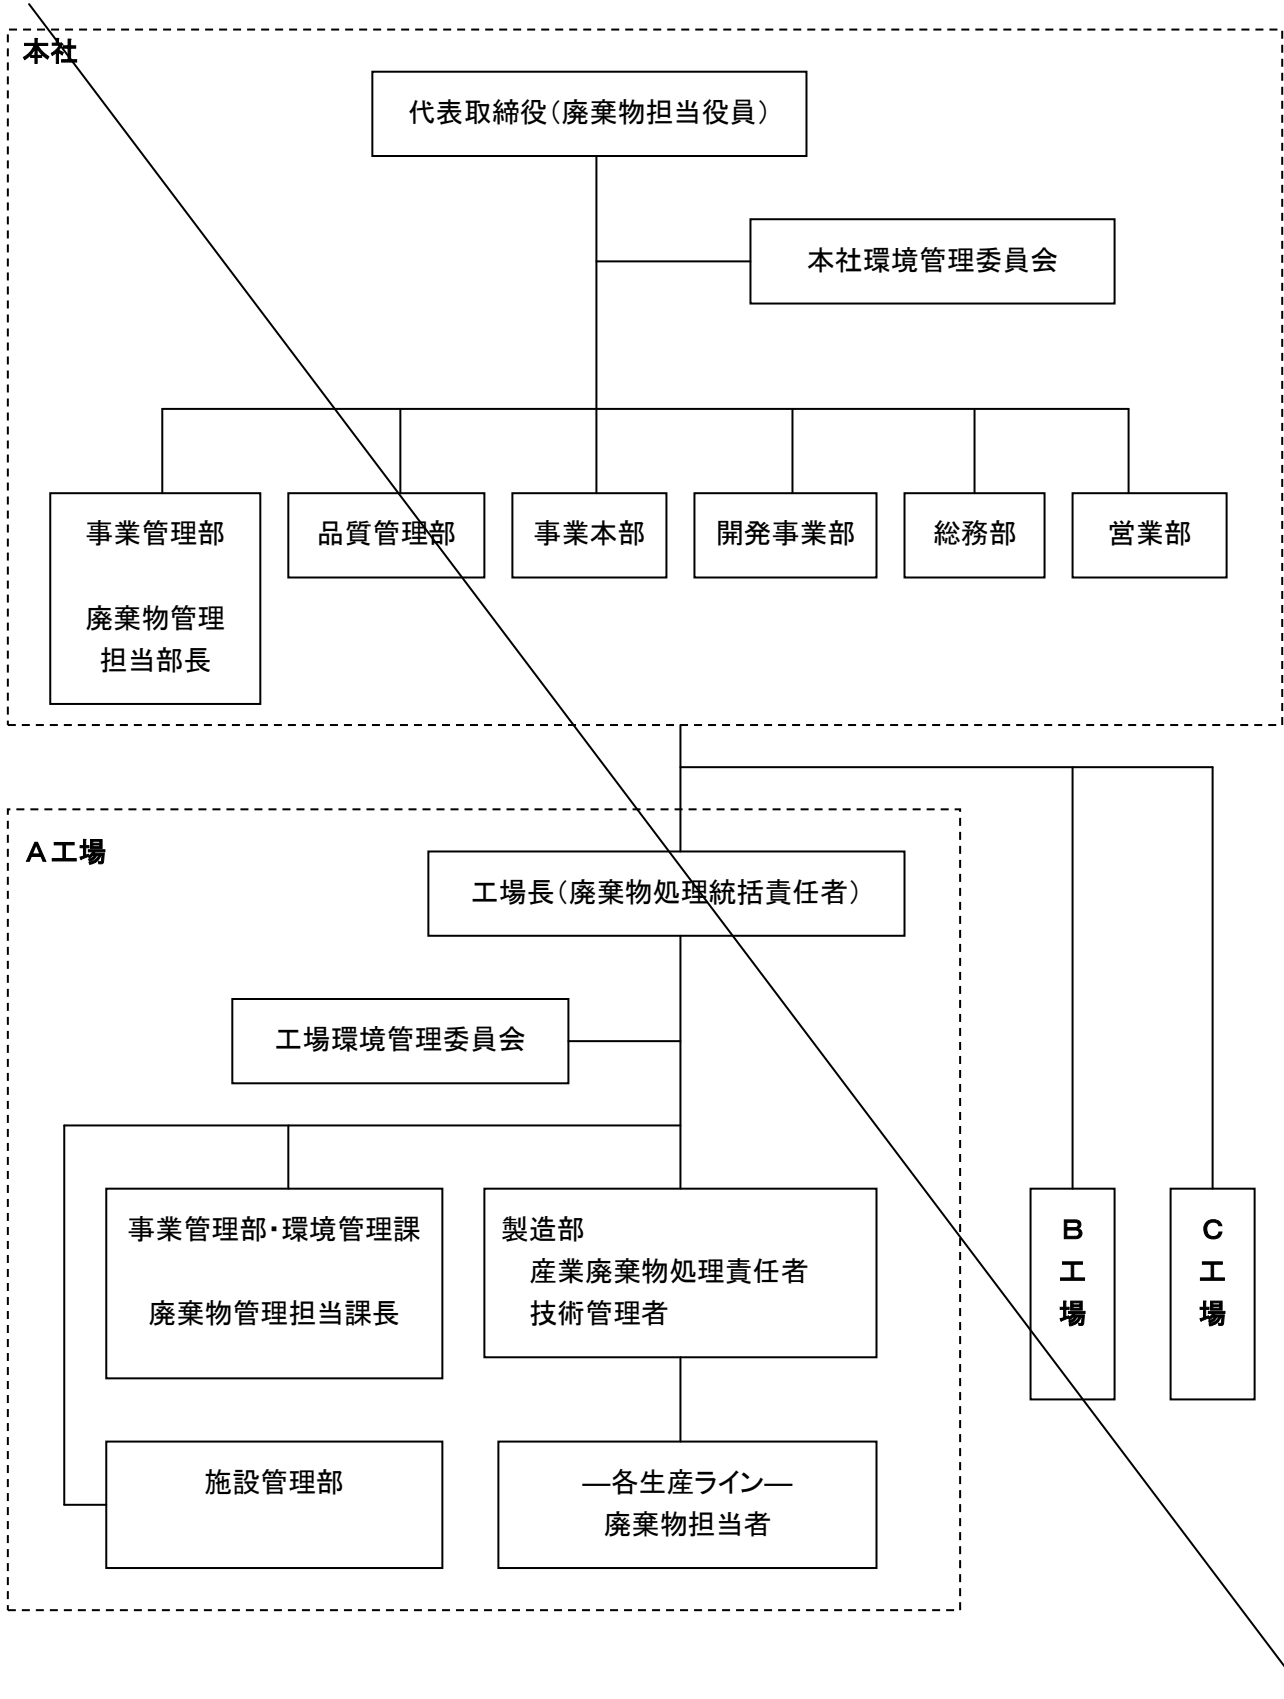 本社
代表取締役（廃棄物担当役員）
本社環境管理委員会
事業管理部
廃棄物管理
担当部長
品質管理部
事業本部
開発事業部
総務部
営業部
Ａ工場
工場長（廃棄物処理統括責任者）
工場環境管理委員会
事業管理部・環境管理課
廃棄物管理担当課長
製造部
産業廃棄物処理責任者
技術管理者
施設管理部
―各生産ライン―
廃棄物担当者
Ｂ
工
場
Ｃ
工
場